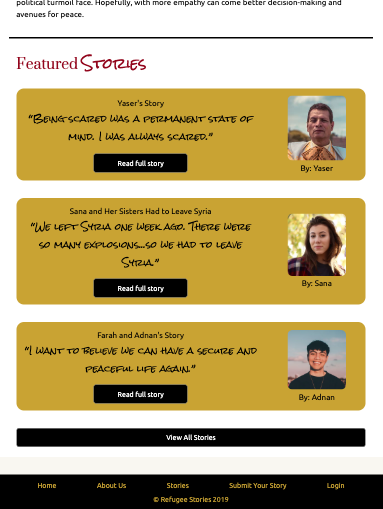 political turmoil face. Hopefully, with more empathy can come better decision-making and
avenues for peace.
Featured Stories
Yaser's Story
"Being scared was a permanent state of
mind. I was always scared."
Read full story
By: Yaser
Sana and Her Sisters Had to Leave Syria
"We left Syria one week ago. There were
so many explosions...so we had to leave
Syria."
Read full story
By: Sana
Farah and Adnan's Story
"I want to believe we can have a secure and
peaceful life again."
Read full story
By: Adnan
View All Stories
Home About Us Stories Submit Your Story Login
© Refugee Stories 2019